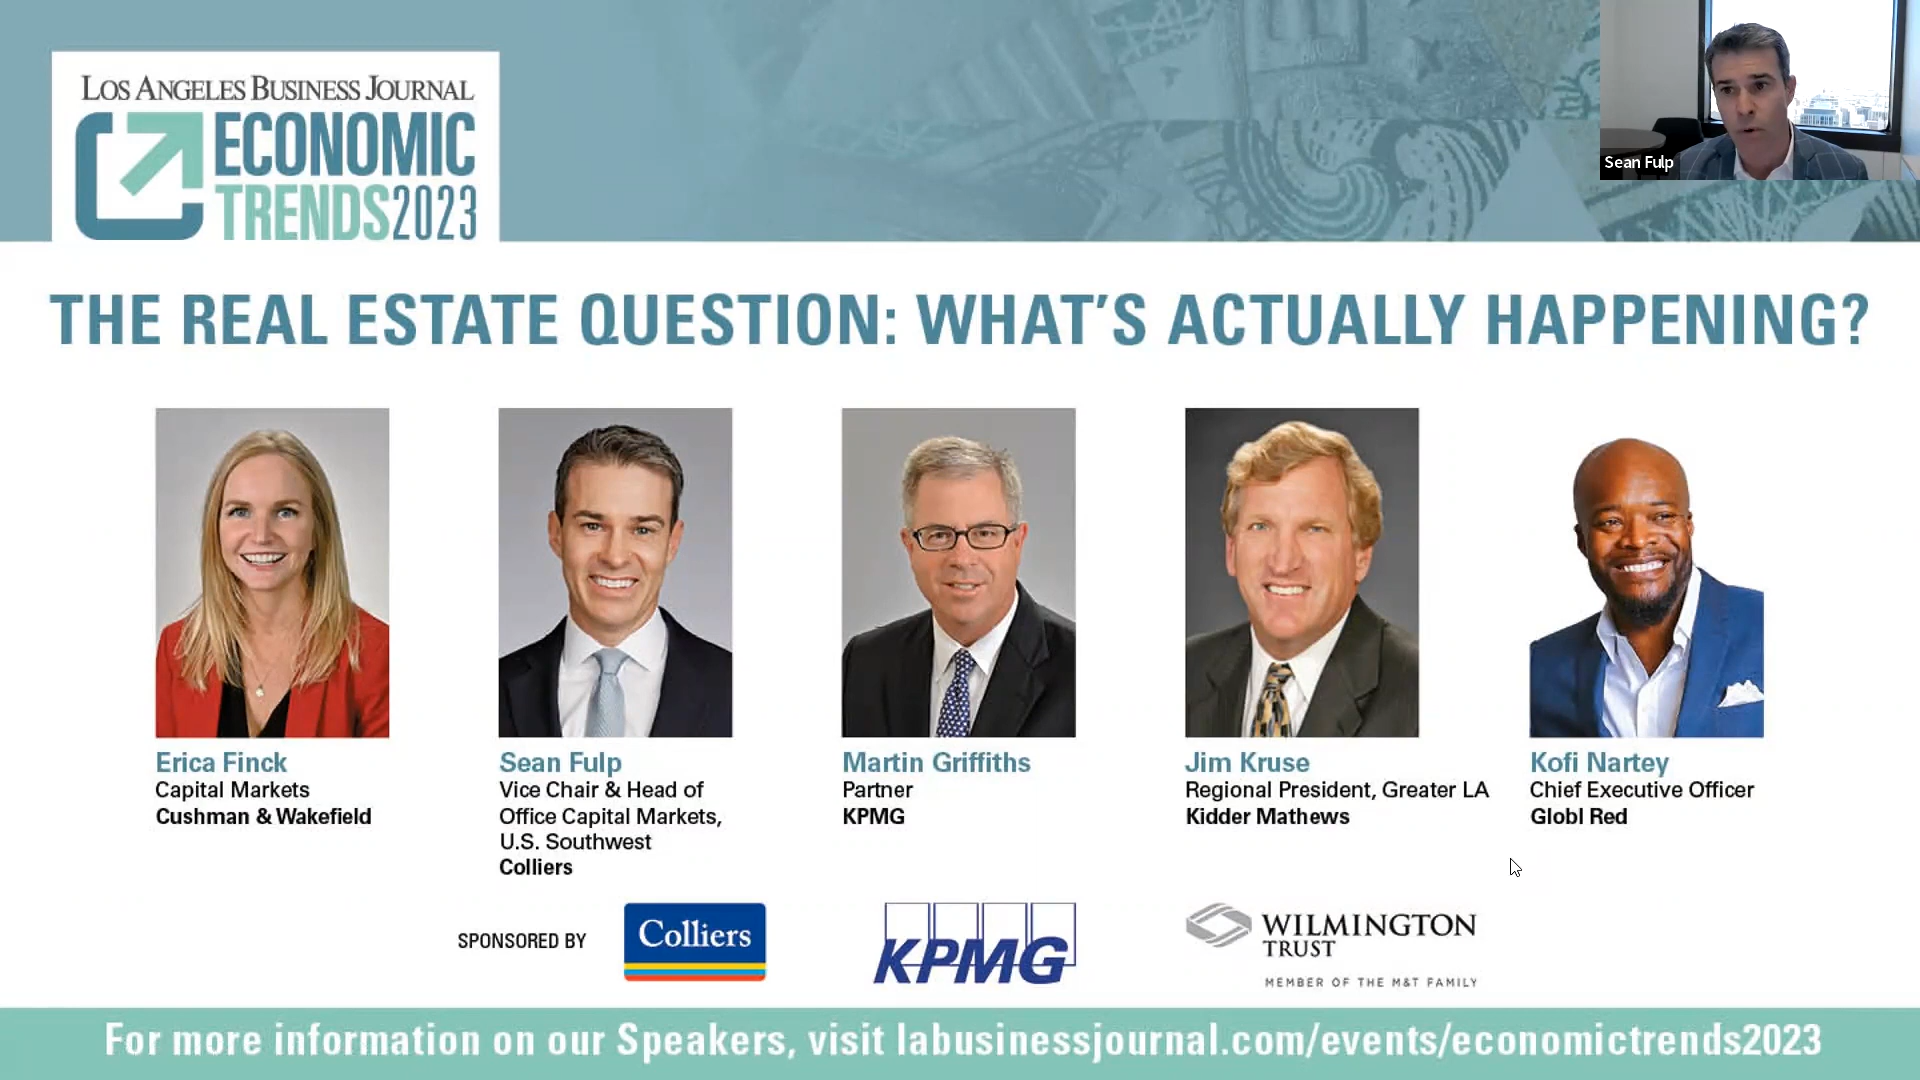 LOS ANGELES BUSINESS JOURNAL
ECONOMIC
TRENDS2023
Sean Fulp
THE REAL ESTATE QUESTION: WHAT'S ACTUALLY HAPPENING?
Erica Finck
Capital Markets
Cushman & Wakefield
Sean Fulp
Vice Chair & Head of
Office Capital Markets,
U.S. Southwest
Colliers
Martin Griffiths
Partner
KPMG
Jim Kruse
Regional President, Greater LA
Kidder Mathews
Kofi Nartey
Chief Executive Officer
Globl Red
SPONSORED BY
Colliers
KPMG
WILMINGTON
TRUST
MEMBER OF THE M&T FAMILY
For more information on our Speakers, visit labusinessjournal.com/events/economictrends2023